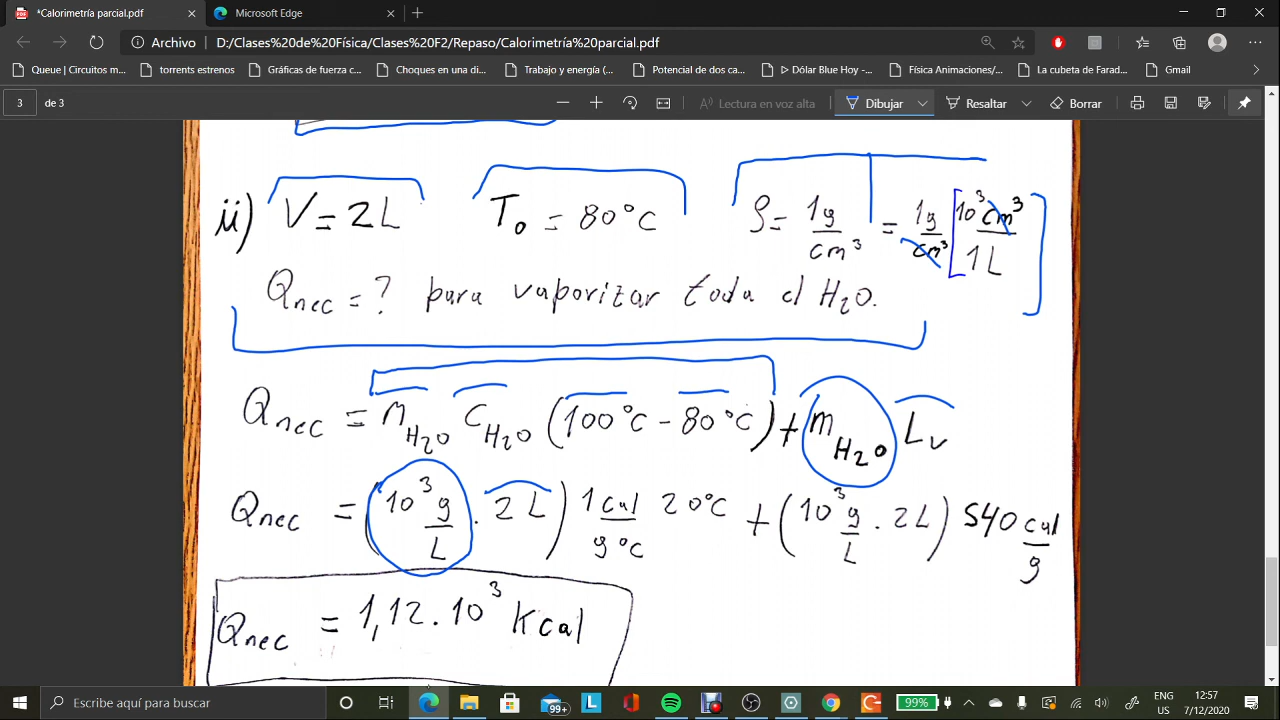 *Calorimetría parcial.pdf
Microsoft Edge
Archivo D:/Clases%20de%20Física/Clases%20F2/Repaso/Calorimetría%20parcial.pdf
Queue | Circuitos m...
torrents estrenos
Gráficas de fuerza c...
Choques en una di...
Trabajo y energía (...
Potencial de dos ca...
Dólar Blue Hoy -...
Física Animaciones/...
La cubeta de Farad...
Gmail
3 de 3
Lectura en voz alta
Dibujar
Resaltar
Borrar
ii) V = 2L T₀ = 80°C ρ = 1g/cm³ = 1g/cm³ [10³cm³/1L]
Qnec = ? para vaporizar toda el H₂O.
Qnec = m H₂O C H₂O (100°C - 80°C) + m H₂O Lv
Qnec = (10³ g/L . 2L) 1cal/g°C 20°C + (10³ g/L . 2L) 540 cal/g
Qnec = 1,12.10³ Kcal
Escribe aquí para buscar
99+
99%
ENG
US
12:57
7/12/2020